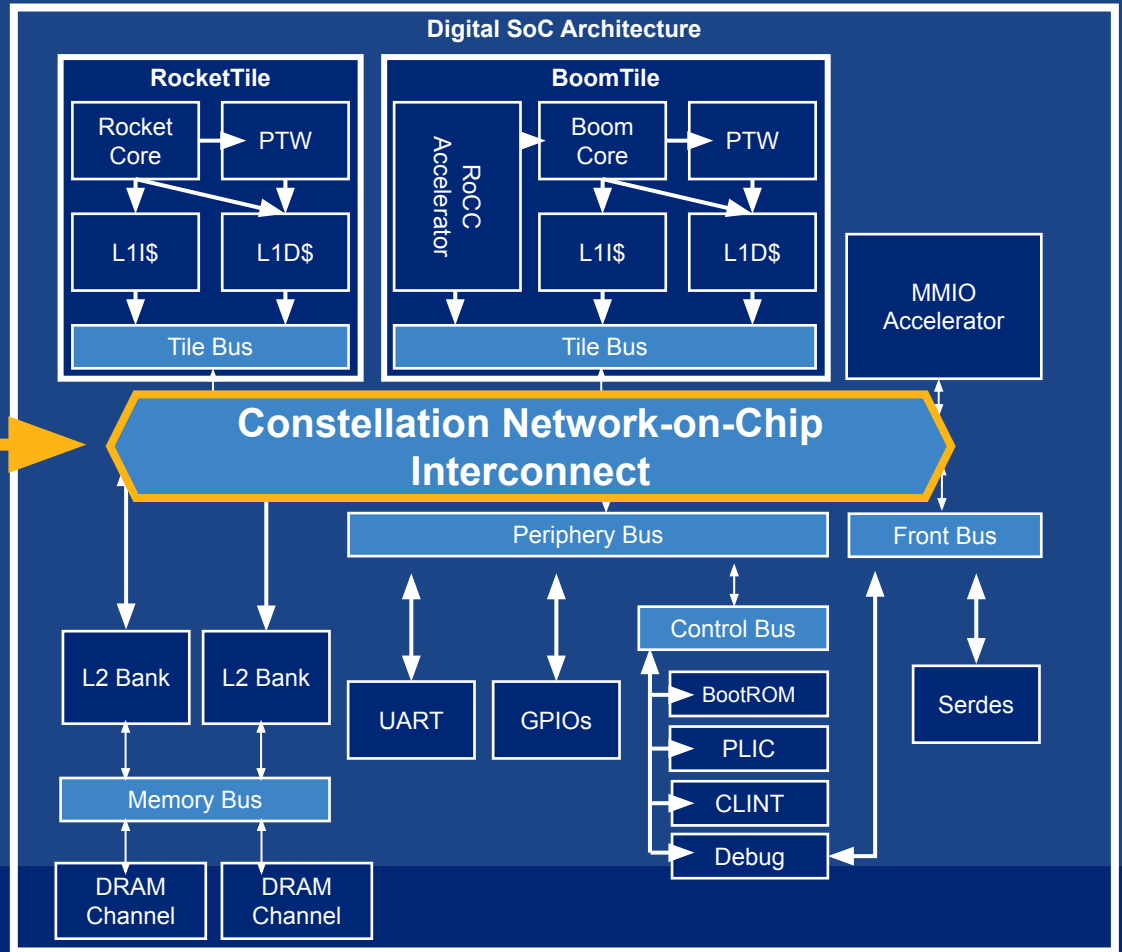 Digital SoC Architecture
RocketTile
Rocket
Core
PTW
L1I$
L1D$
Tile Bus
BoomTile
RoCC
Accelerator
Boom
Core
PTW
L1I$
L1D$
Tile Bus
MMIO
Accelerator
Constellation Network-on-Chip
Interconnect
Periphery Bus
Front Bus
Control Bus
L2 Bank
L2 Bank
UART
GPIOs
BootROM
PLIC
CLINT
Debug
Serdes
Memory Bus
DRAM
Channel
DRAM
Channel